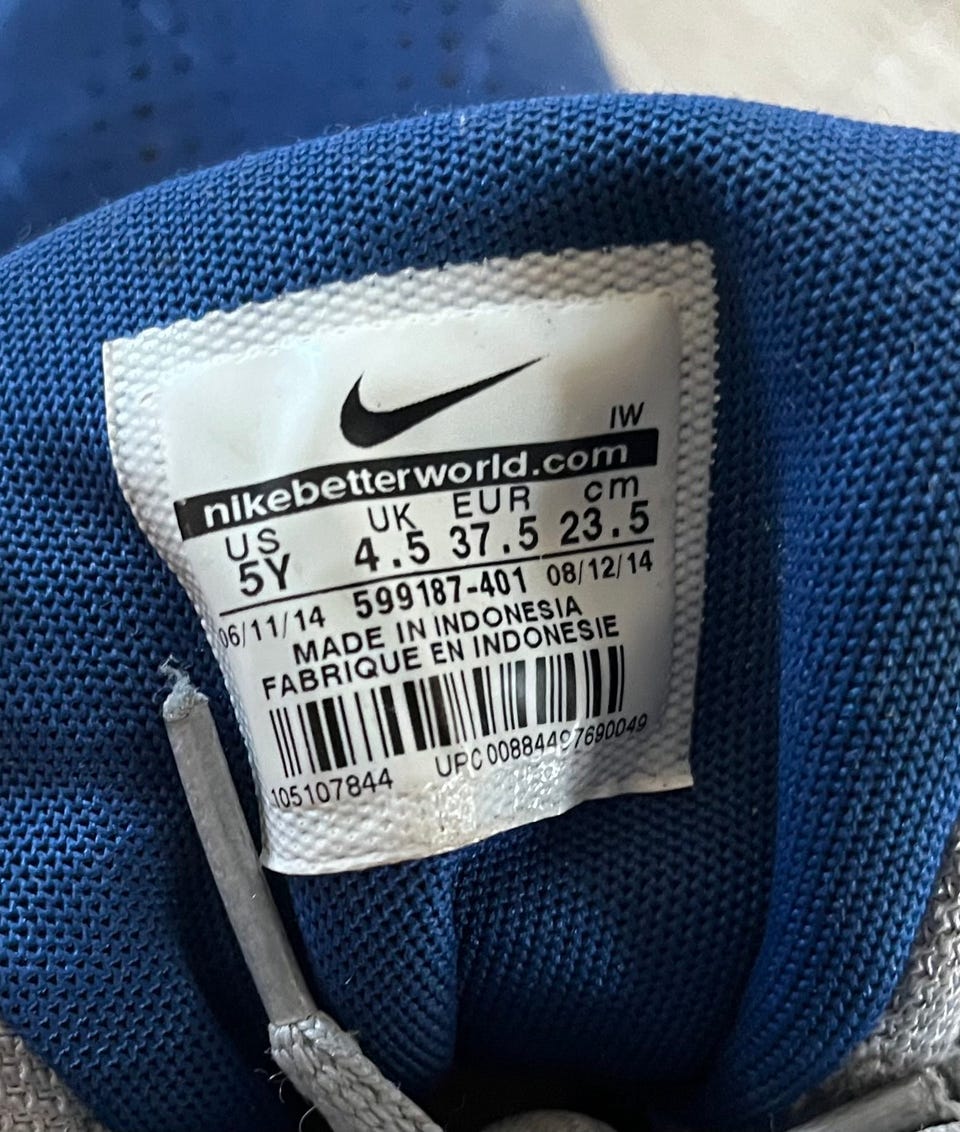 IW
nikebetterworld.com
US UK EUR cm
5Y 4.5 37.5 23.5
06/11/14 599187-401 08/12/14
MADE IN INDONESIA
FABRIQUE EN INDONESIE
105107844 UPC 00884497690049